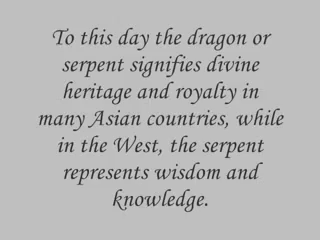 To this day the dragon or
serpent signifies divine
heritage and royalty in
many Asian countries, while
in the West, the serpent
represents wisdom and
knowledge.